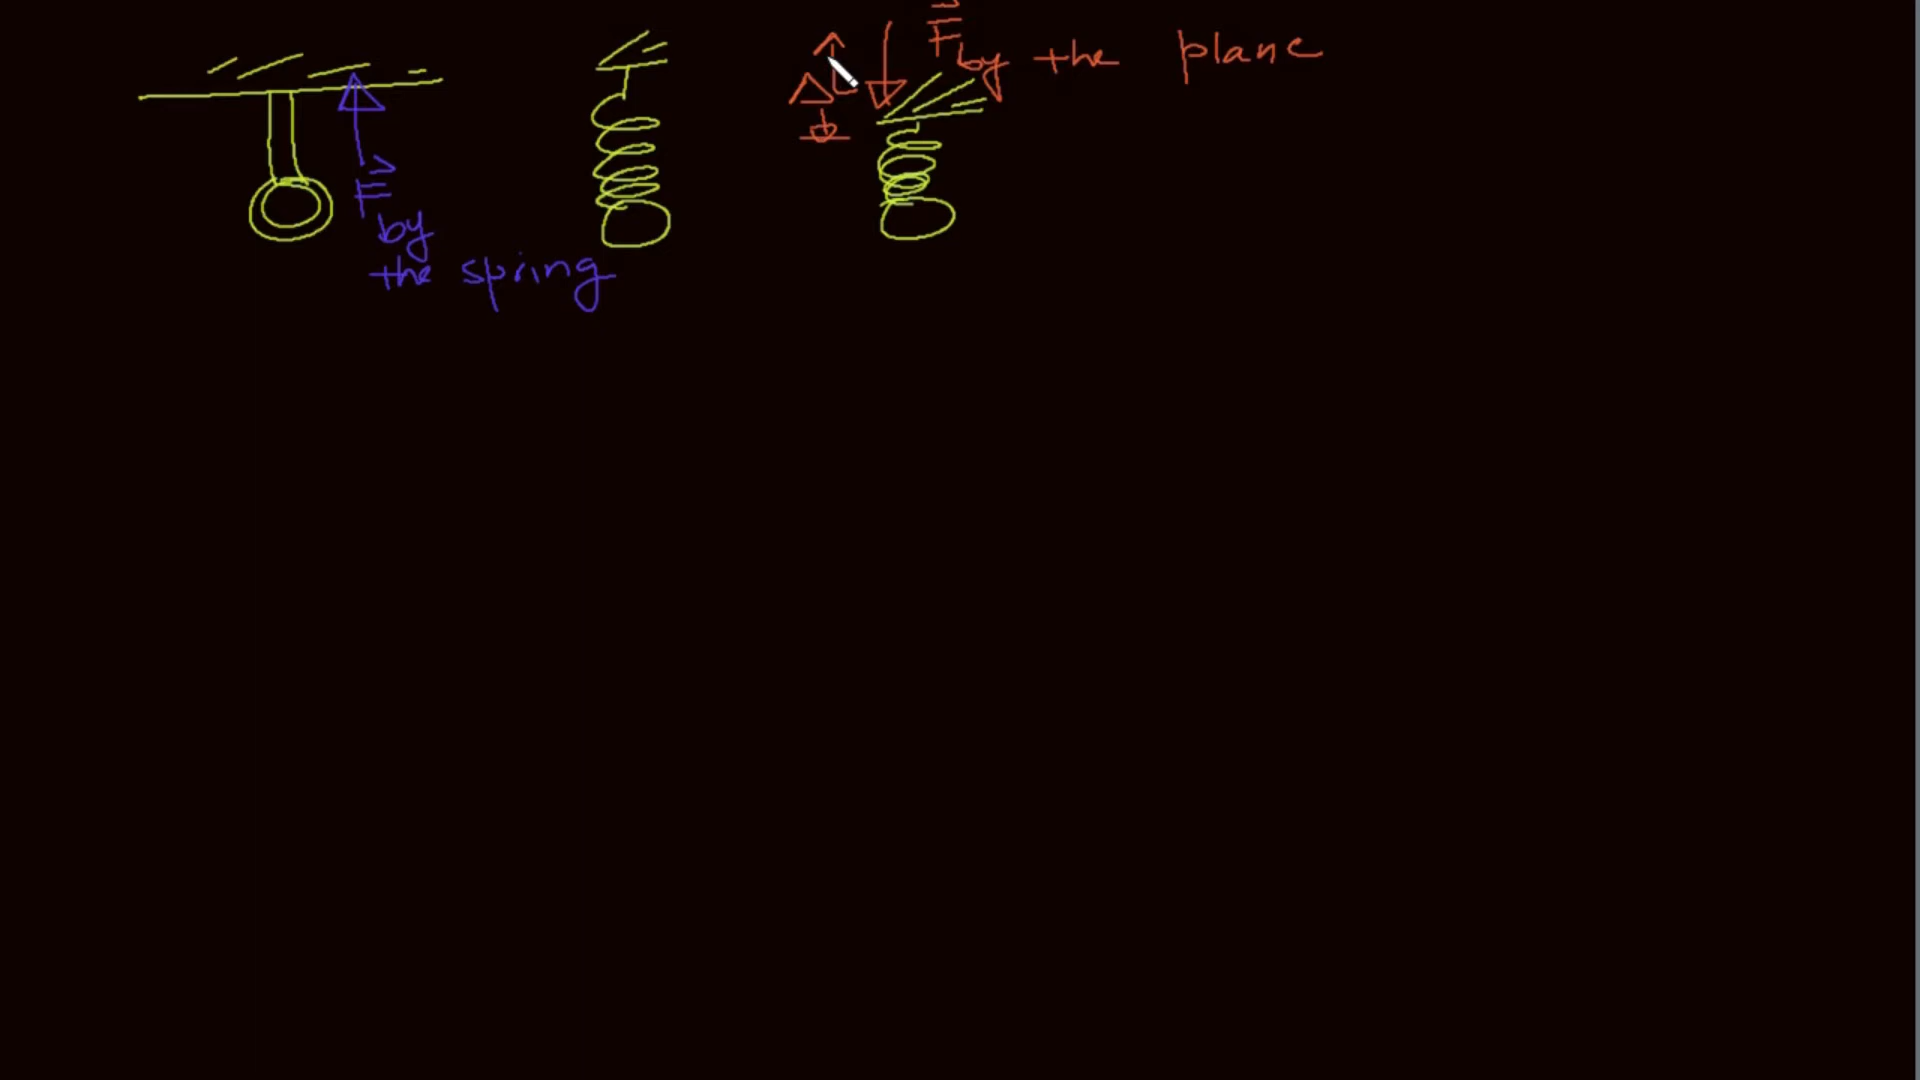 F by the plane
F
by
the spring